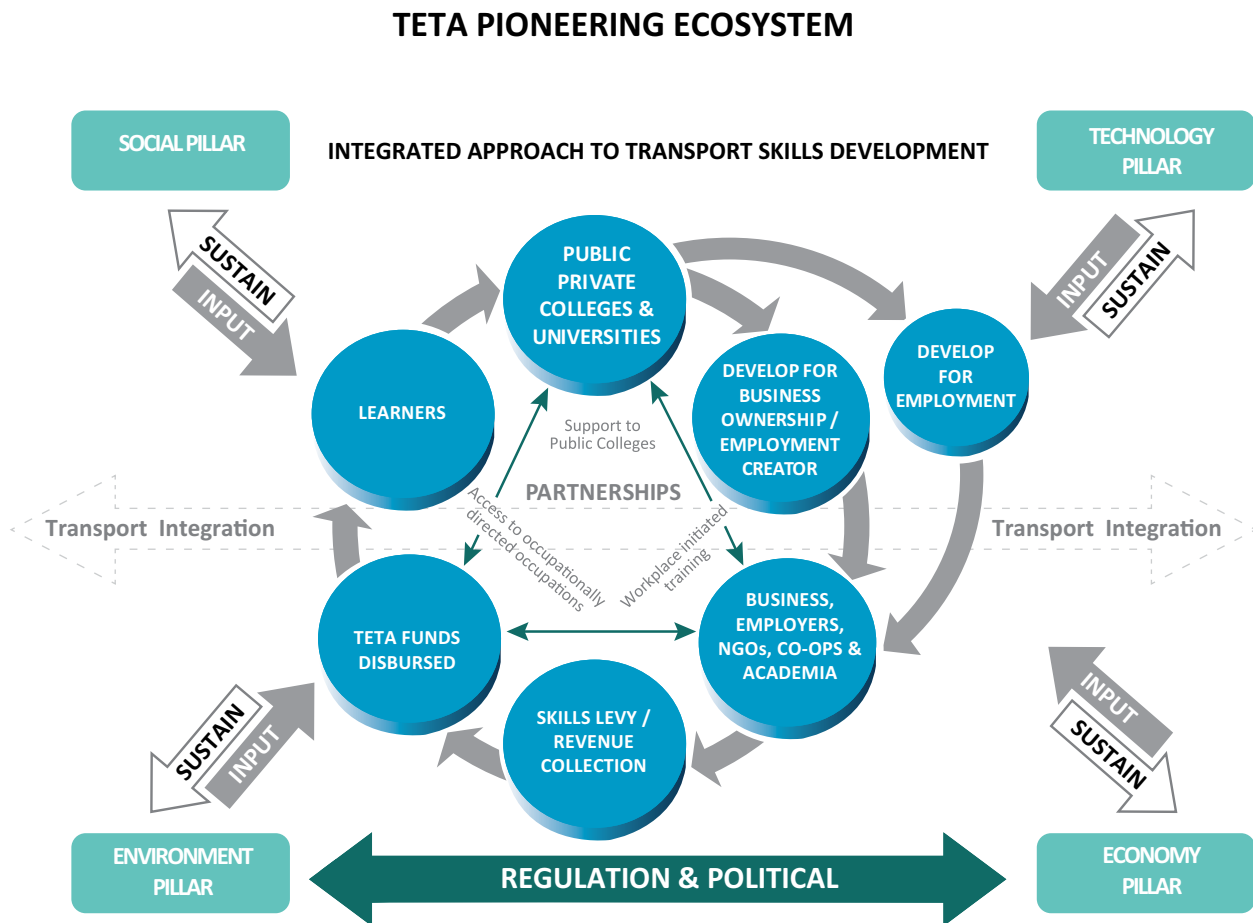 TETA PIONEERING ECOSYSTEM
SOCIAL PILLAR
INTEGRATED APPROACH TO TRANSPORT SKILLS DEVELOPMENT
TECHNOLOGY
PILLAR
SUSTAIN
INPUT
INPUT
SUSTAIN
PUBLIC
PRIVATE
COLLEGES &
UNIVERSITIES
LEARNERS
DEVELOP FOR
BUSINESS
OWNERSHIP /
EMPLOYMENT
CREATOR
DEVELOP
FOR
EMPLOYMENT
Support to
Public Colleges
PARTNERSHIPS
Access to occupationally
directed occupations
Workplace initiated
training
Transport Integration
Transport Integration
TETA FUNDS
DISBURSED
BUSINESS,
EMPLOYERS,
NGOs, CO-OPS &
ACADEMIA
SKILLS LEVY /
REVENUE
COLLECTION
SUSTAIN
INPUT
INPUT
SUSTAIN
ENVIRONMENT
PILLAR
REGULATION & POLITICAL
ECONOMY
PILLAR